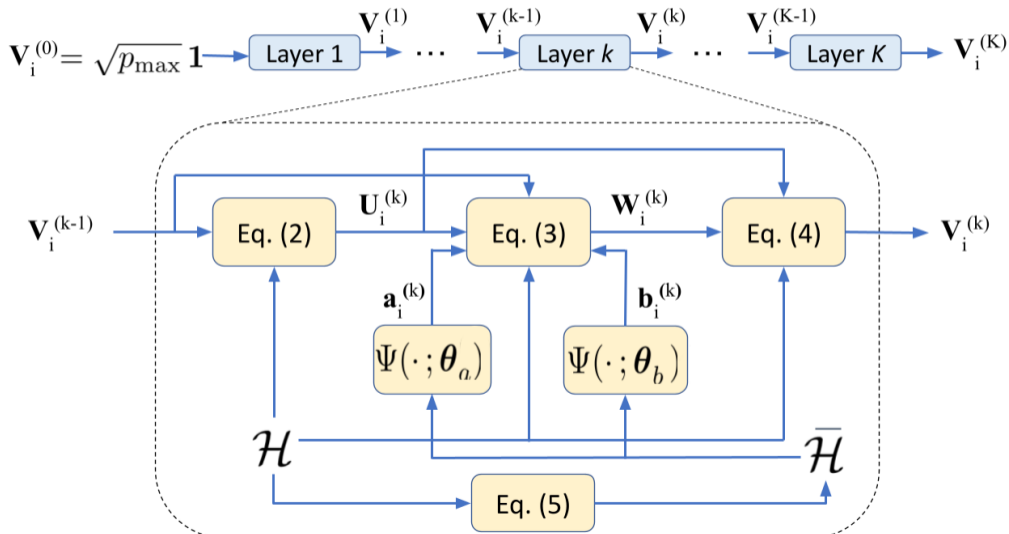 V_i^(1) V_i^(k-1) V_i^(k) V_i^(K-1)
V_i^(0) = √p_max 1 Layer 1 ... Layer k ... Layer K V_i^(K)
U_i^(k) W_i^(k)
V_i^(k-1) Eq. (2) Eq. (3) Eq. (4) V_i^(k)
a_i^(k) b_i^(k)
Ψ(·; θ_a) Ψ(·; θ_b)
ℋ ℋ̅
Eq. (5)